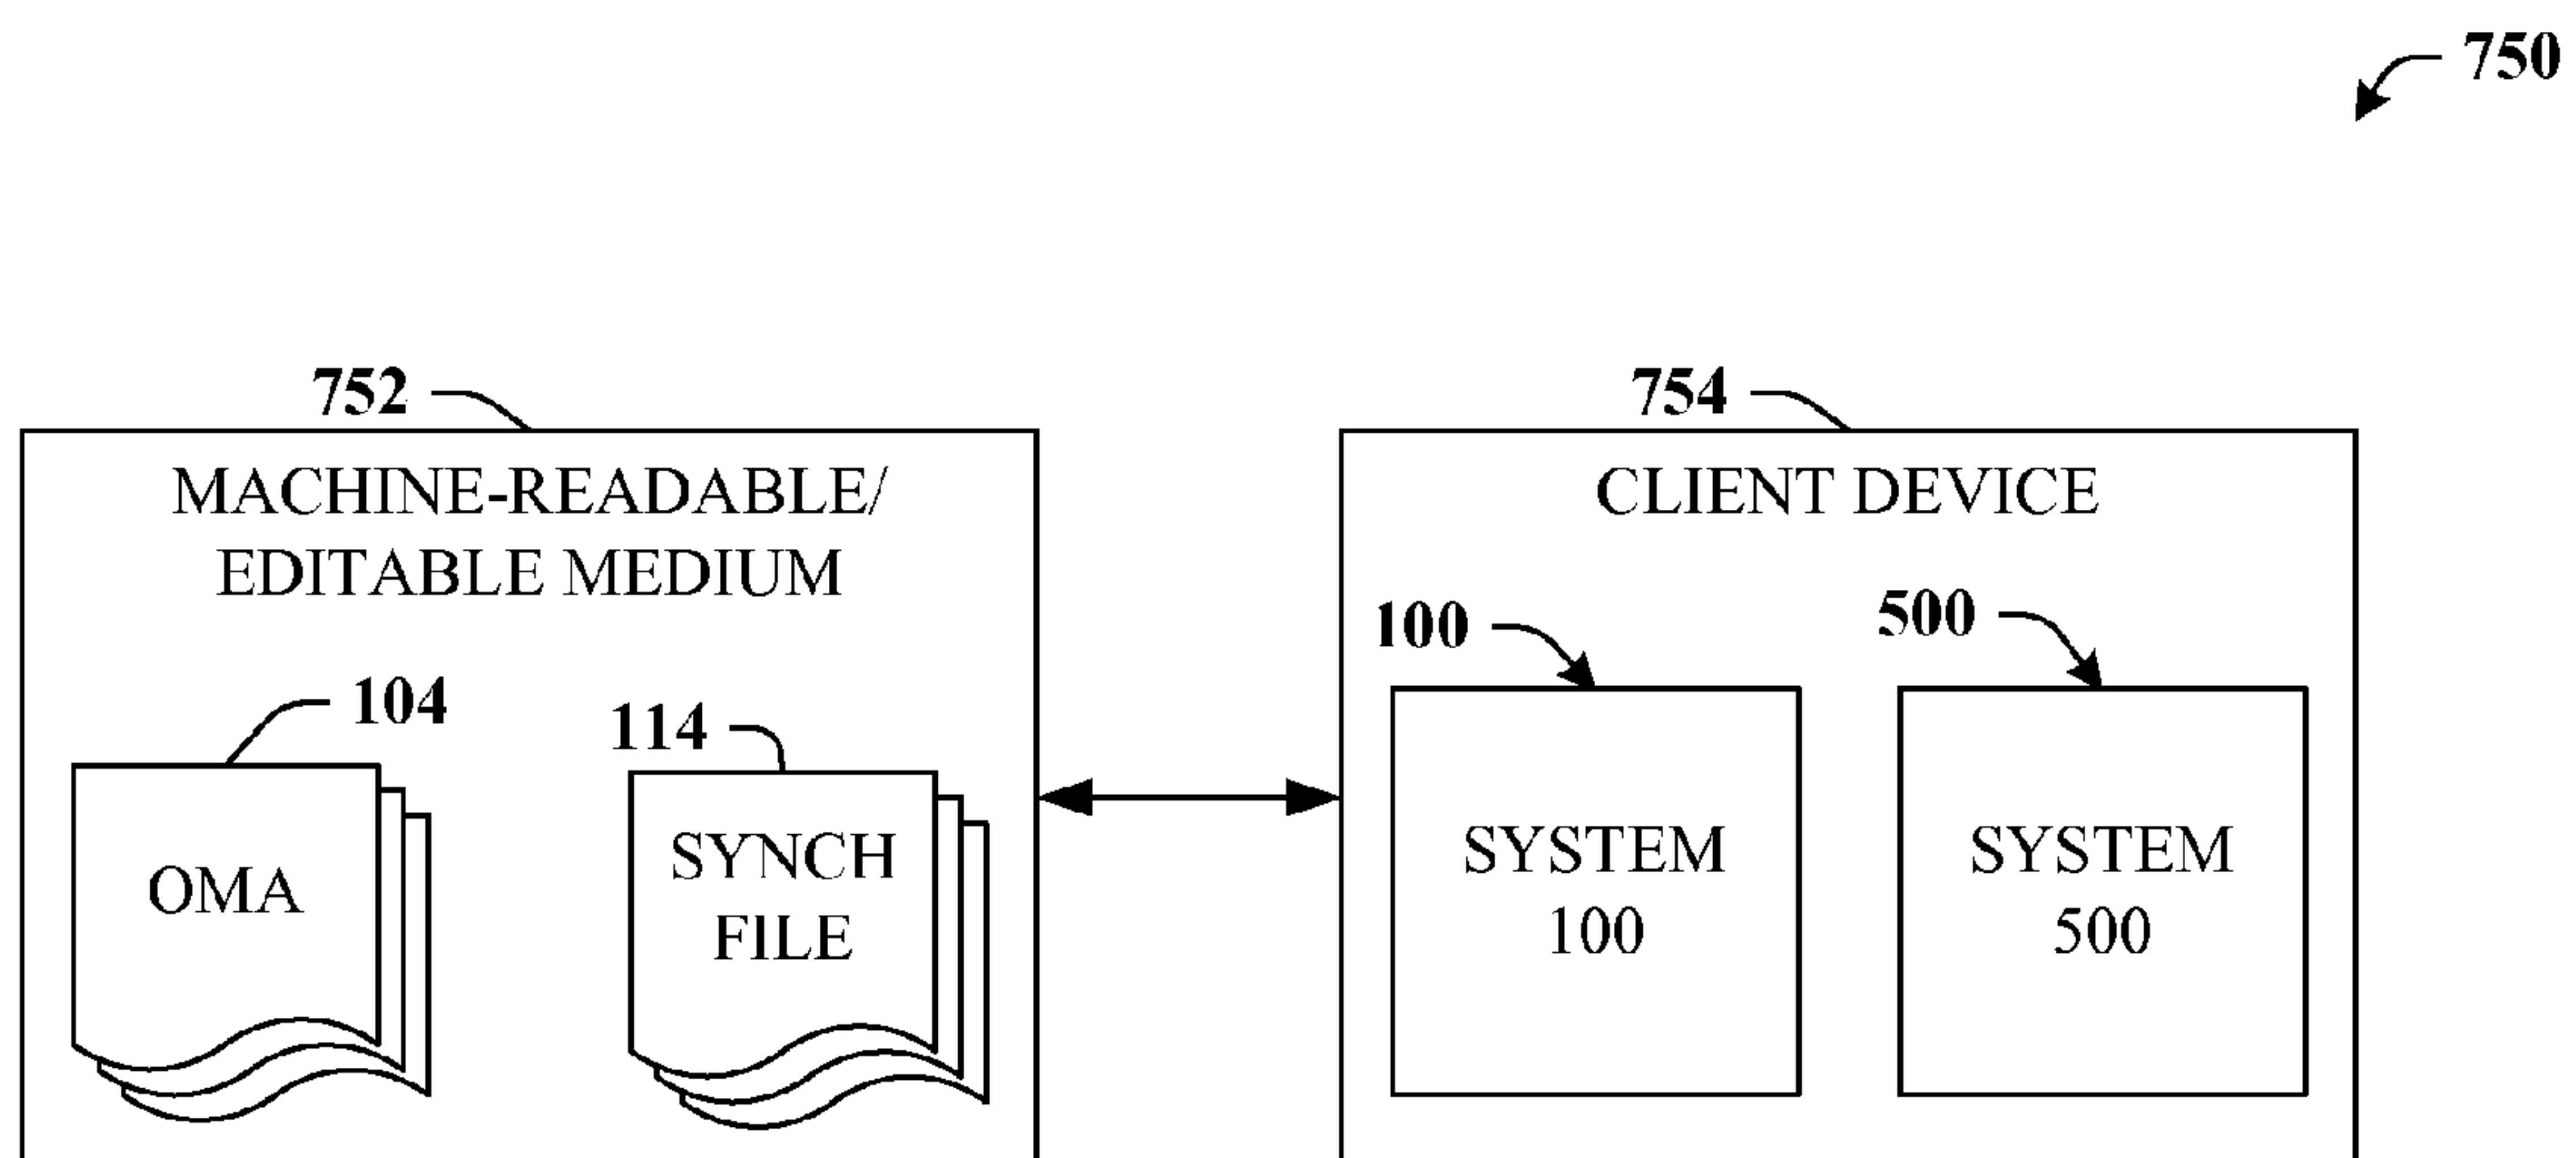 750
752
MACHINE-READABLE/
EDITABLE MEDIUM
104
OMA
114
SYNCH
FILE
754
CLIENT DEVICE
100
SYSTEM
100
500
SYSTEM
500